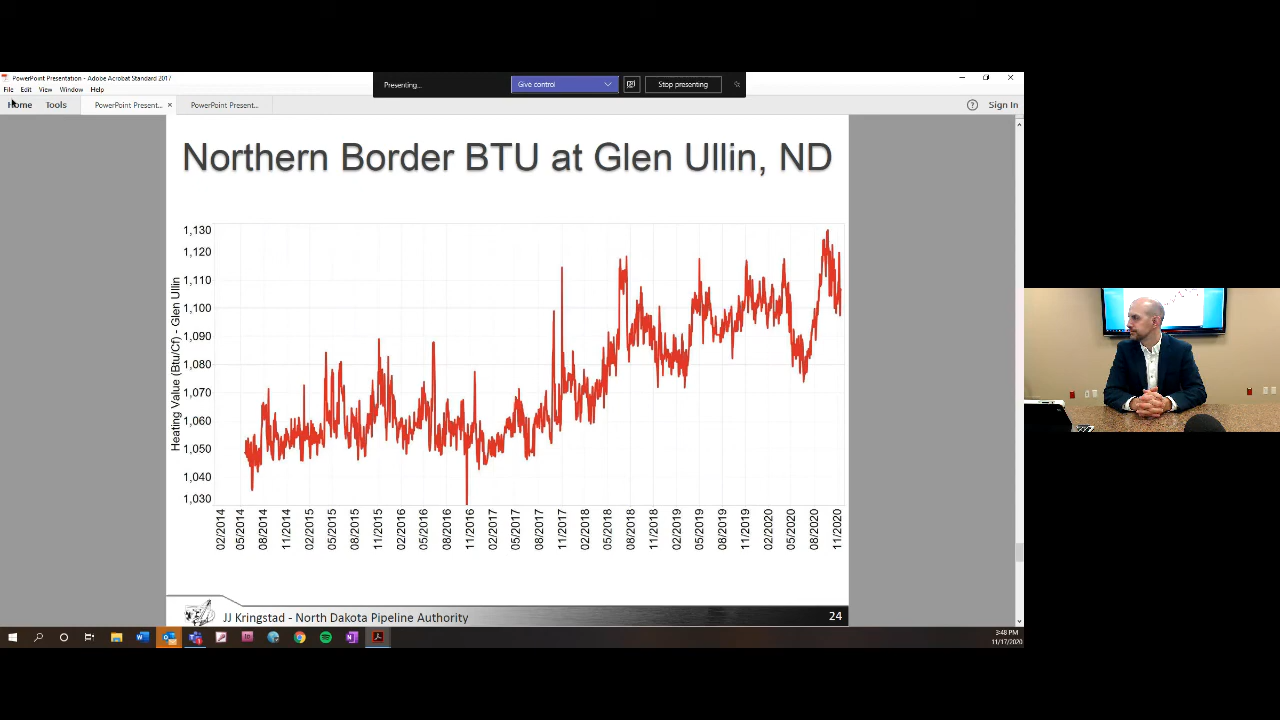 PowerPoint Presentation - Adobe Acrobat Standard 2017
File Edit View Window Help
Presenting...
Give control
Stop presenting
Home Tools PowerPoint Present... × PowerPoint Present...
? Sign In
Northern Border BTU at Glen Ullin, ND
Heating Value (Btu/Cf) - Glen Ullin
1,130
1,120
1,110
1,100
1,090
1,080
1,070
1,060
1,050
1,040
1,030
02/2014 05/2014 08/2014 11/2014 02/2015 05/2015 08/2015 11/2015 02/2016 05/2016 08/2016 11/2016 02/2017 05/2017 08/2017 11/2017 02/2018 05/2018 08/2018 11/2018 02/2019 05/2019 08/2019 11/2019 02/2020 05/2020 08/2020 11/2020
JJ Kringstad - North Dakota Pipeline Authority
24
3:48 PM
11/17/2020